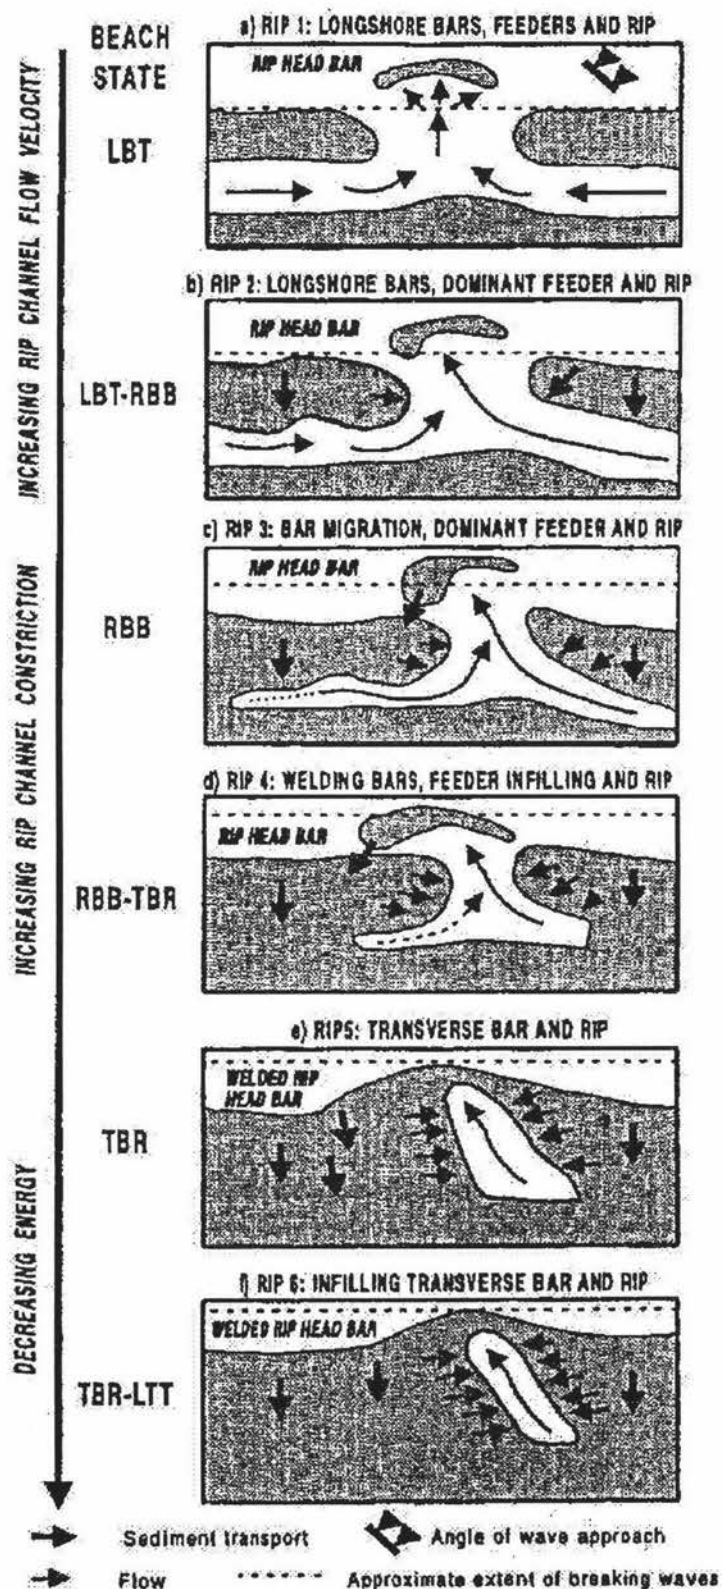 BEACH
STATE
INCREASING RIP CHANNEL FLOW VELOCITY
INCREASING RIP CHANNEL CONSTRICTION
DECREASING ENERGY
a) RIP 1: LONGSHORE BARS, FEEDERS AND RIP
RIP HEAD BAR
LBT
b) RIP 2: LONGSHORE BARS, DOMINANT FEEDER AND RIP
RIP HEAD BAR
LBT-RBB
c) RIP 3: BAR MIGRATION, DOMINANT FEEDER AND RIP
RIP HEAD BAR
RBB
d) RIP 4: WELDING BARS, FEEDER INFILLING AND RIP
RIP HEAD BAR
RBB-TBR
e) RIP5: TRANSVERSE BAR AND RIP
WELDED RIP
HEAD BAR
TBR
f) RIP 6: INFILLING TRANSVERSE BAR AND RIP
WELDED RIP HEAD BAR
TBR-LTT
Sediment transport
Angle of wave approach
Flow
Approximate extent of breaking waves